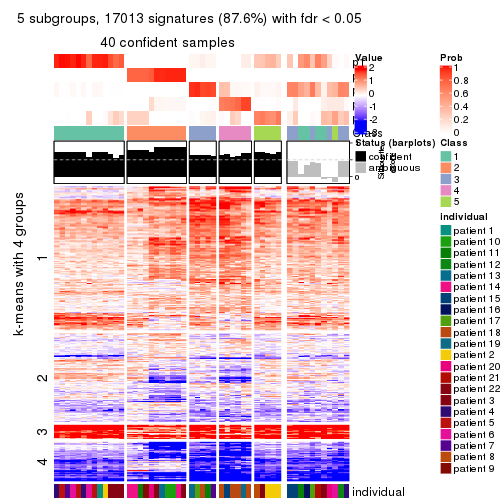 5 subgroups, 17013 signatures (87.6%) with fdr < 0.05
40 confident samples
Value
2
1
0
-1
-2
Prob
1
0.8
0.6
0.4
0.2
0
Class
Status (barplots)
confident
ambiguous
0
Class
1
2
3
4
5
individual
patient 1
patient 10
patient 11
patient 12
patient 13
patient 14
patient 15
patient 16
patient 17
patient 18
patient 19
patient 2
patient 20
patient 21
patient 22
patient 3
patient 4
patient 5
patient 6
patient 7
patient 8
patient 9
k-means with 4 groups
1
2
3
4
individual